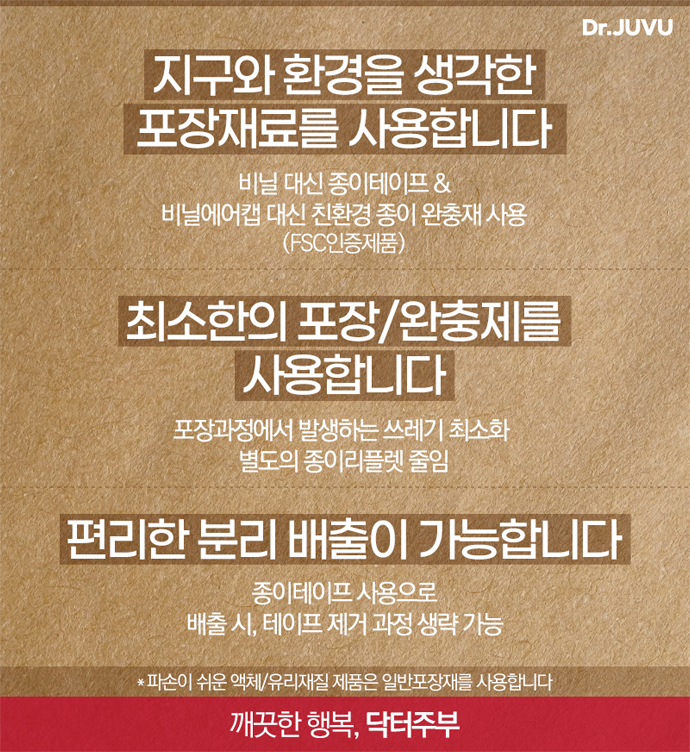 Dr.JUVU
지구와 환경을 생각한
포장재료를 사용합니다
비닐 대신 종이테이프 &
비닐에어캡 대신 친환경 종이 완충재 사용
(FSC인증제품)
최소한의 포장/완충제를
사용합니다
포장과정에서 발생하는 쓰레기 최소화
별도의 종이리플렛 줄임
편리한 분리 배출이 가능합니다
종이테이프 사용으로
배출 시, 테이프 제거 과정 생략 가능
*파손이 쉬운 액체/유리재질 제품은 일반포장재를 사용합니다
깨끗한 행복, 닥터주부